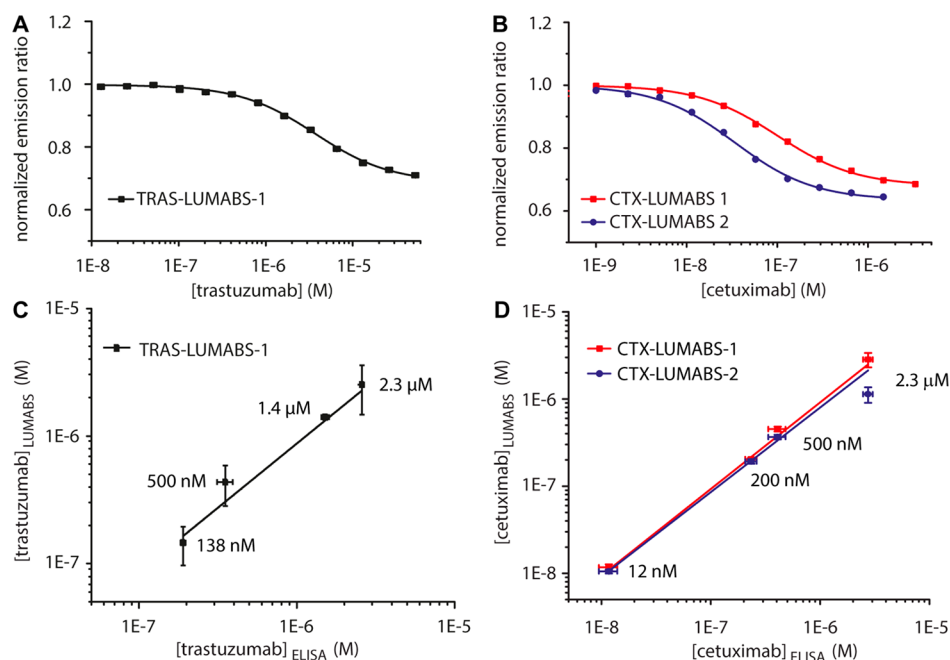 A
1.2
1.0
0.8
0.6
normalized emission ratio
TRAS-LUMABS-1
1E-8 1E-7 1E-6 1E-5
[trastuzumab] (M)
B
1.2
1.0
0.8
0.6
normalized emission ratio
CTX-LUMABS 1
CTX-LUMABS 2
1E-9 1E-8 1E-7 1E-6
[cetuximab] (M)
C
1E-5
1E-6
1E-7
[trastuzumab]LUMABS (M)
TRAS-LUMABS-1
2.3 µM
1.4 µM
500 nM
138 nM
1E-7 1E-6 1E-5
[trastuzumab] ELISA (M)
D
1E-5
1E-6
1E-7
1E-8
[cetuximab]LUMABS (M)
CTX-LUMABS-1
CTX-LUMABS-2
2.3 µM
500 nM
200 nM
12 nM
1E-8 1E-7 1E-6 1E-5
[cetuximab] ELISA (M)